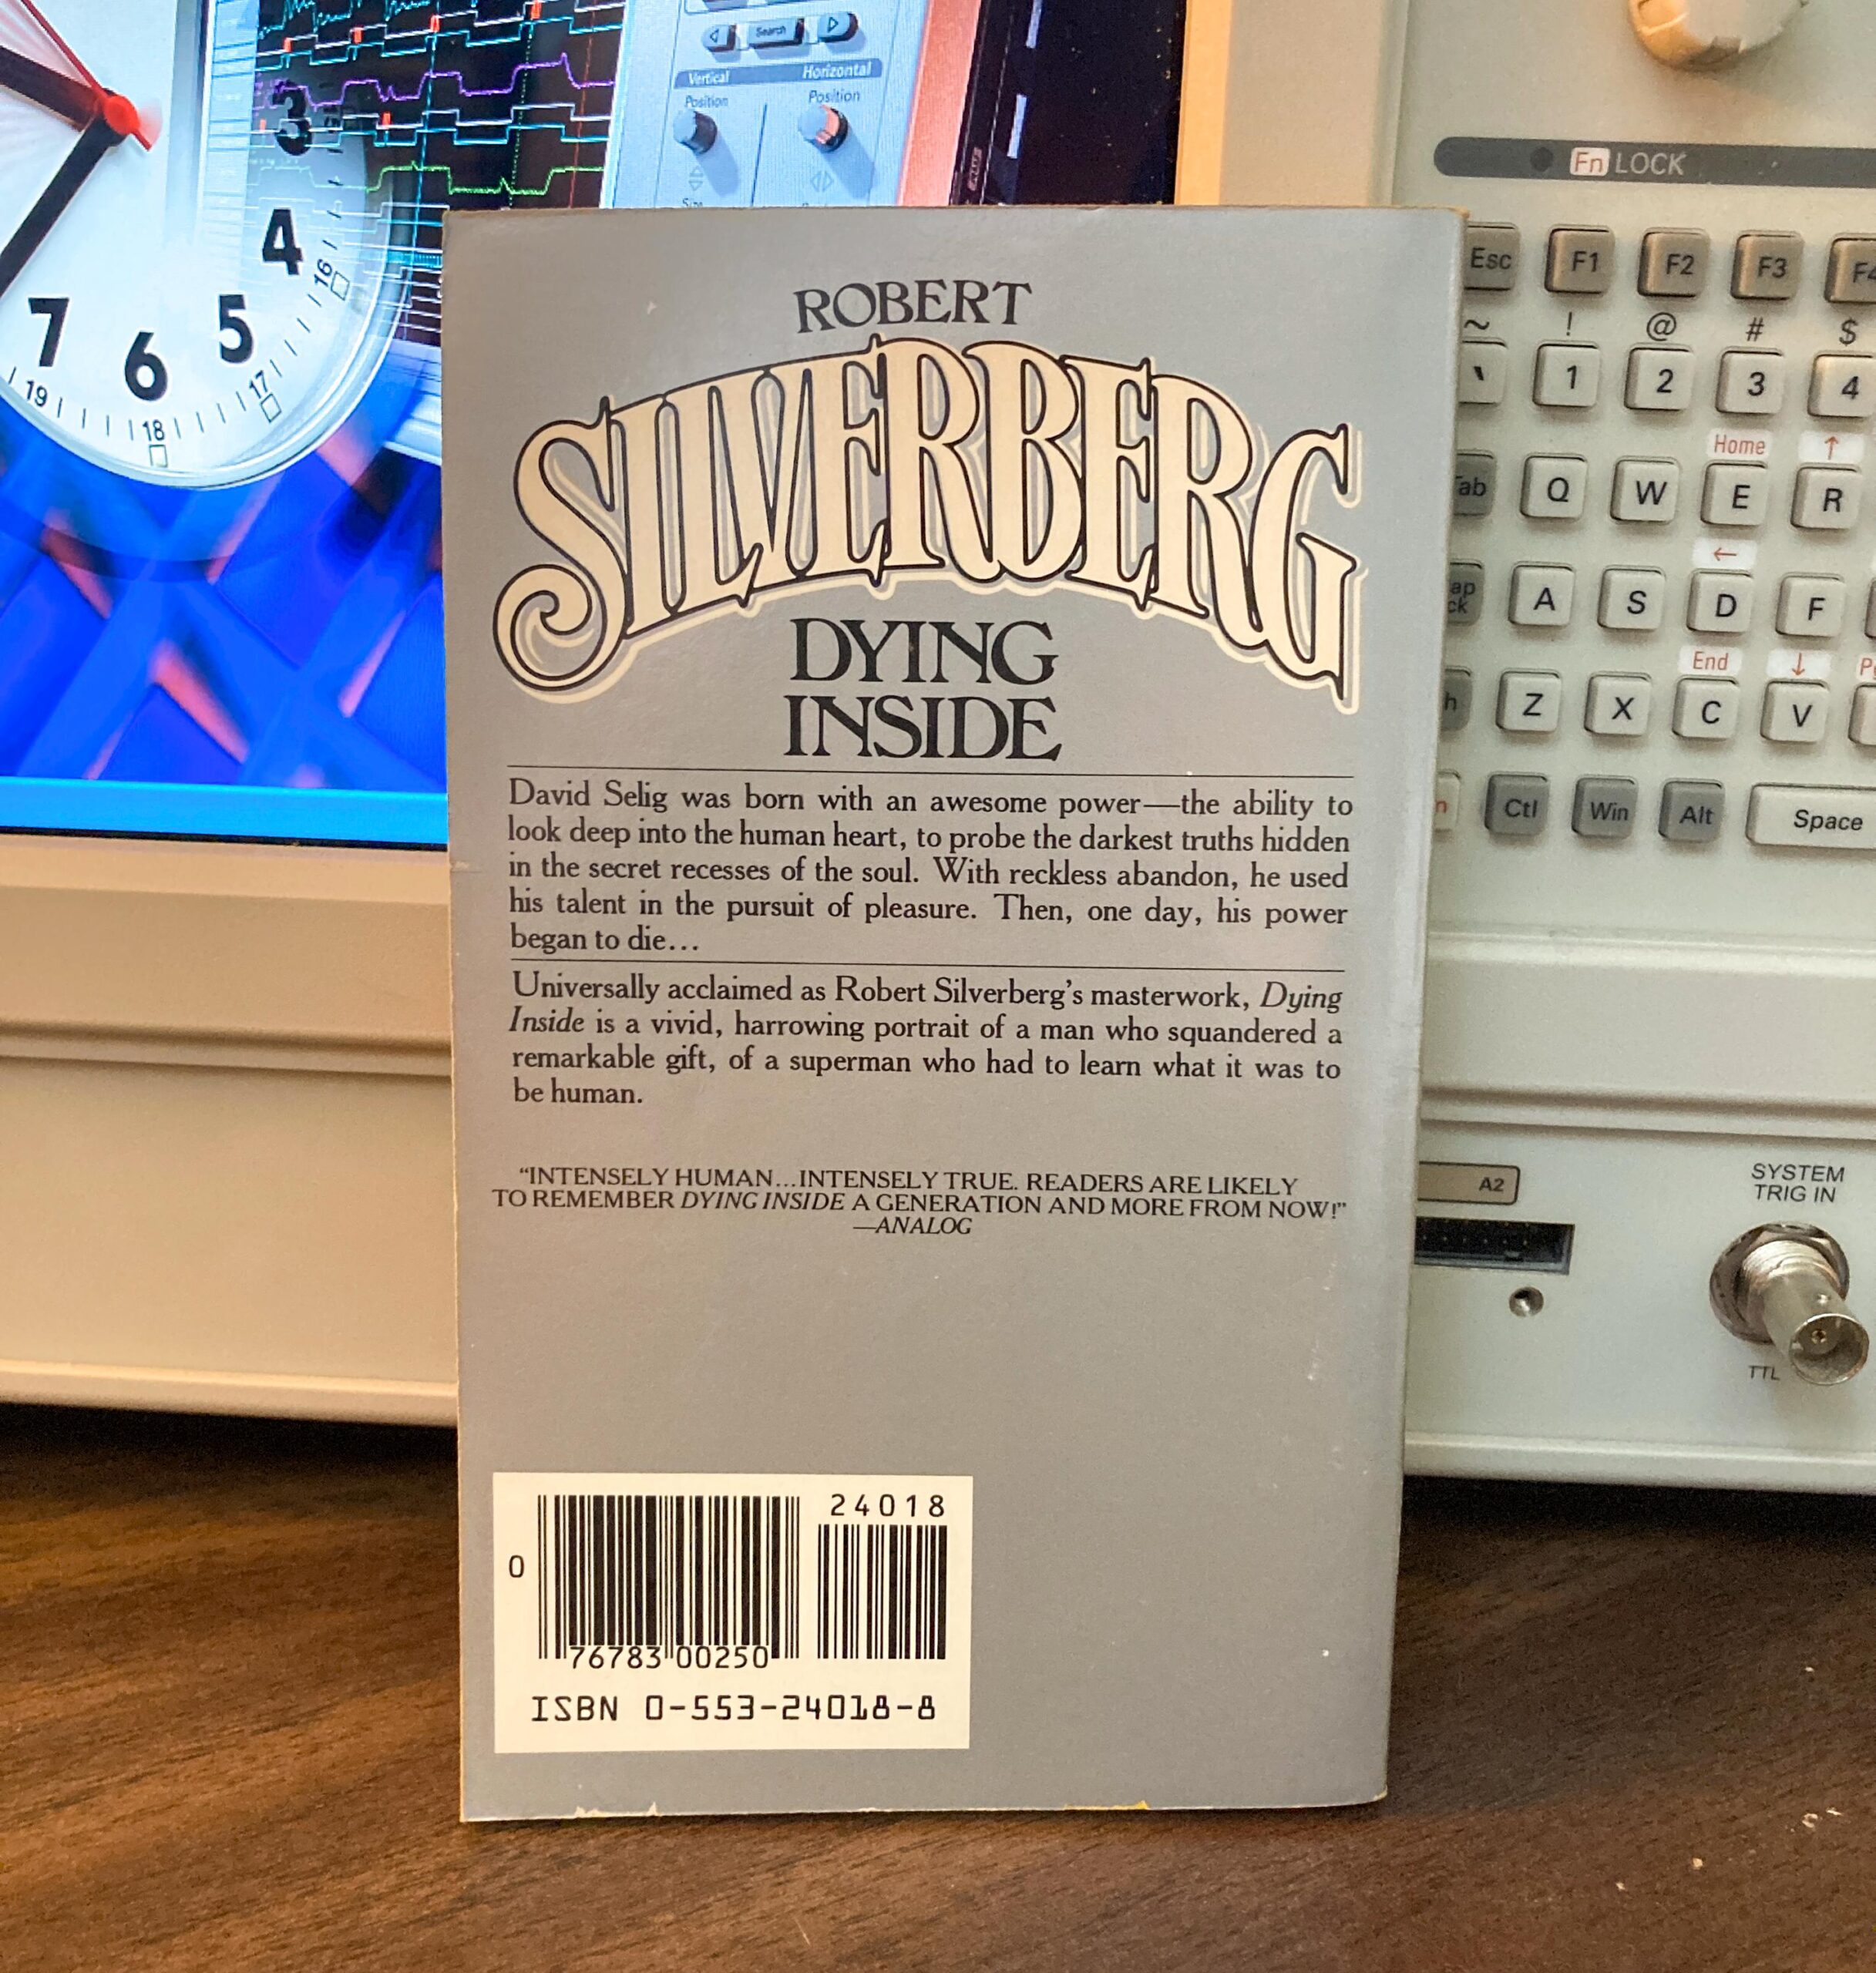 Search
Vertical
Horizontal
Position
Position
3
4
5
6
7
16
17
18
19
Fn LOCK
Esc F1 F2 F3 F4
~ ! @ # $
` 1 2 3 4
Home ↑
Tab Q W E R
←
A S D F
End ↓
Z X C V
Ctl Win Alt Space
A2
SYSTEM
TRIG IN
TTL
ROBERT
SILVERBERG
DYING
INSIDE
David Selig was born with an awesome power—the ability to
look deep into the human heart, to probe the darkest truths hidden
in the secret recesses of the soul. With reckless abandon, he used
his talent in the pursuit of pleasure. Then, one day, his power
began to die...
Universally acclaimed as Robert Silverberg's masterwork, Dying
Inside is a vivid, harrowing portrait of a man who squandered a
remarkable gift, of a superman who had to learn what it was to
be human.
“INTENSELY HUMAN...INTENSELY TRUE. READERS ARE LIKELY
TO REMEMBER DYING INSIDE A GENERATION AND MORE FROM NOW!”
—ANALOG
24018
0
76783 00250
ISBN 0-553-24018-8